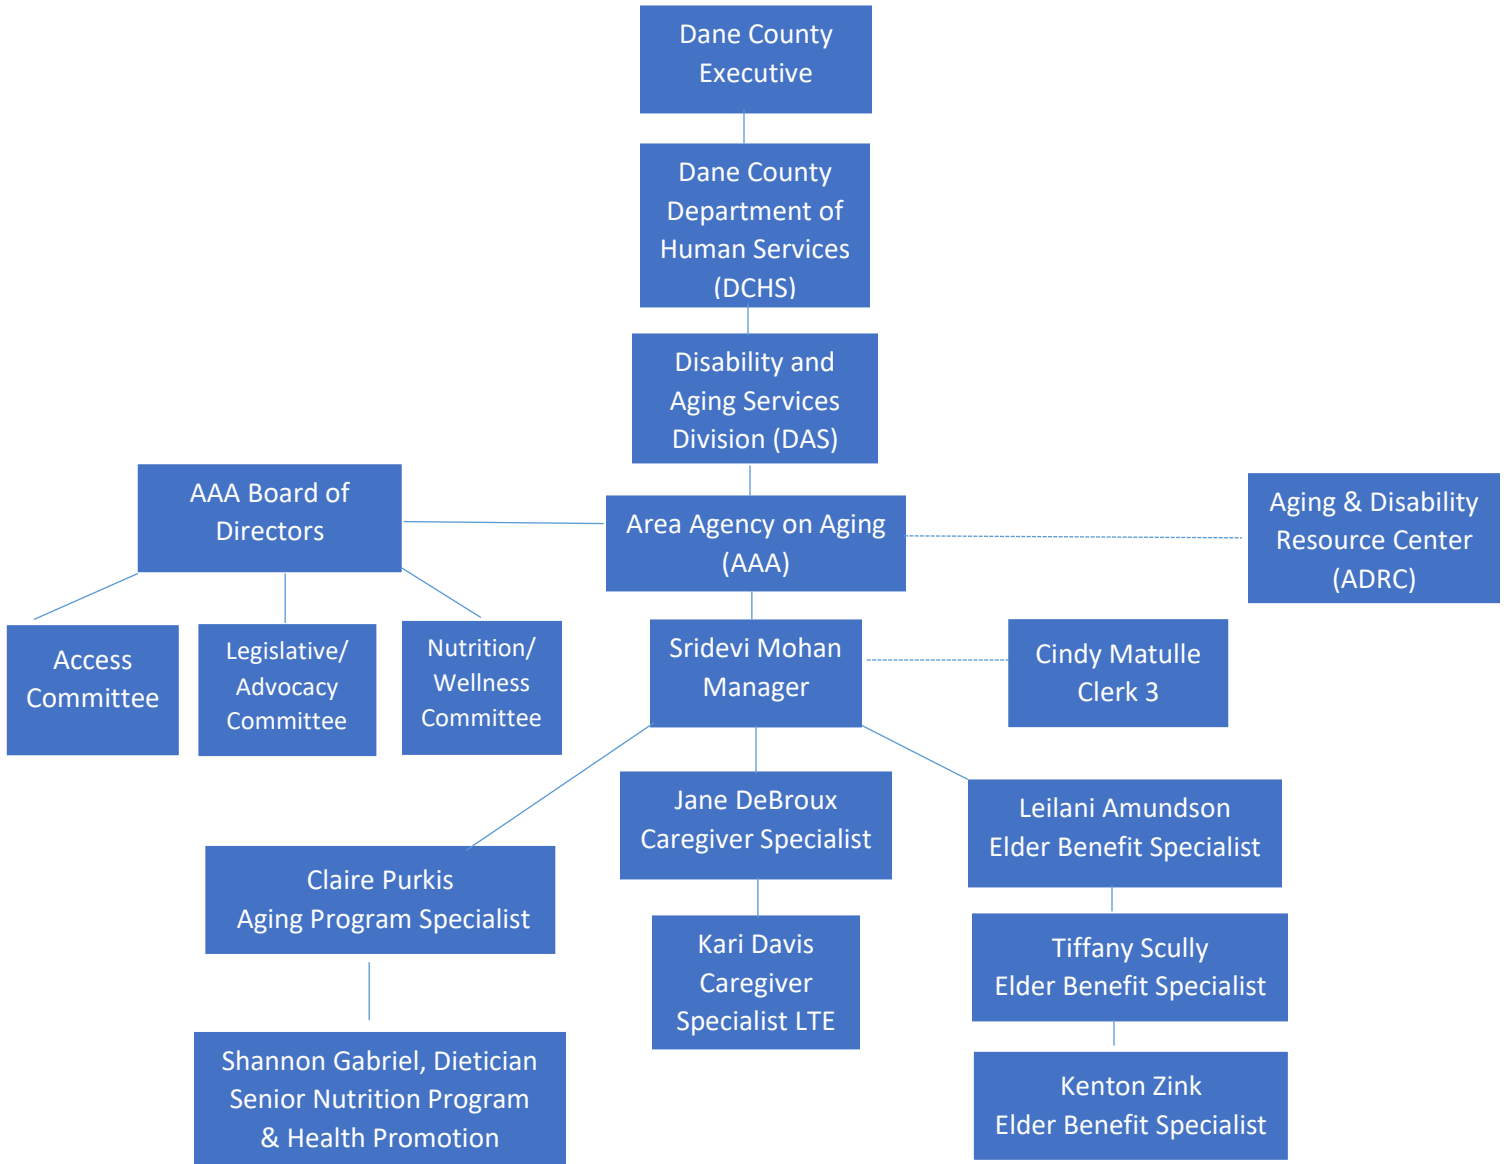 Dane County
Executive
Dane County
Department of
Human Services
(DCHS)
Disability and
Aging Services
Division (DAS)
AAA Board of
Directors
Area Agency on Aging
(AAA)
Aging & Disability
Resource Center
(ADRC)
Access
Committee
Legislative/
Advocacy
Committee
Nutrition/
Wellness
Committee
Sridevi Mohan
Manager
Cindy Matulle
Clerk 3
Claire Purkis
Aging Program Specialist
Jane DeBroux
Caregiver Specialist
Leilani Amundson
Elder Benefit Specialist
Kari Davis
Caregiver
Specialist LTE
Tiffany Scully
Elder Benefit Specialist
Shannon Gabriel, Dietician
Senior Nutrition Program
& Health Promotion
Kenton Zink
Elder Benefit Specialist